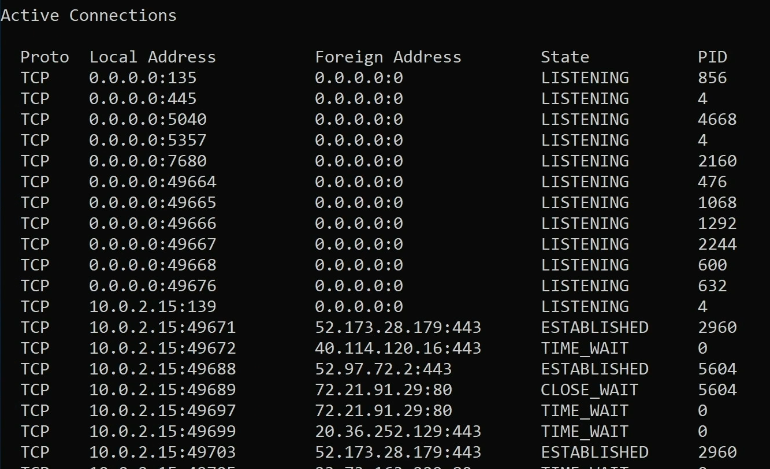 Active Connections
Proto Local Address Foreign Address State PID
TCP 0.0.0.0:135 0.0.0.0:0 LISTENING 856
TCP 0.0.0.0:445 0.0.0.0:0 LISTENING 4
TCP 0.0.0.0:5040 0.0.0.0:0 LISTENING 4668
TCP 0.0.0.0:5357 0.0.0.0:0 LISTENING 4
TCP 0.0.0.0:7680 0.0.0.0:0 LISTENING 2160
TCP 0.0.0.0:49664 0.0.0.0:0 LISTENING 476
TCP 0.0.0.0:49665 0.0.0.0:0 LISTENING 1068
TCP 0.0.0.0:49666 0.0.0.0:0 LISTENING 1292
TCP 0.0.0.0:49667 0.0.0.0:0 LISTENING 2244
TCP 0.0.0.0:49668 0.0.0.0:0 LISTENING 600
TCP 0.0.0.0:49676 0.0.0.0:0 LISTENING 632
TCP 10.0.2.15:139 0.0.0.0:0 LISTENING 4
TCP 10.0.2.15:49671 52.173.28.179:443 ESTABLISHED 2960
TCP 10.0.2.15:49672 40.114.120.16:443 TIME_WAIT 0
TCP 10.0.2.15:49688 52.97.72.2:443 ESTABLISHED 5604
TCP 10.0.2.15:49689 72.21.91.29:80 CLOSE_WAIT 5604
TCP 10.0.2.15:49697 72.21.91.29:80 TIME_WAIT 0
TCP 10.0.2.15:49699 20.36.252.129:443 TIME_WAIT 0
TCP 10.0.2.15:49703 52.173.28.179:443 ESTABLISHED 2960
TCP TIME_WAIT 0